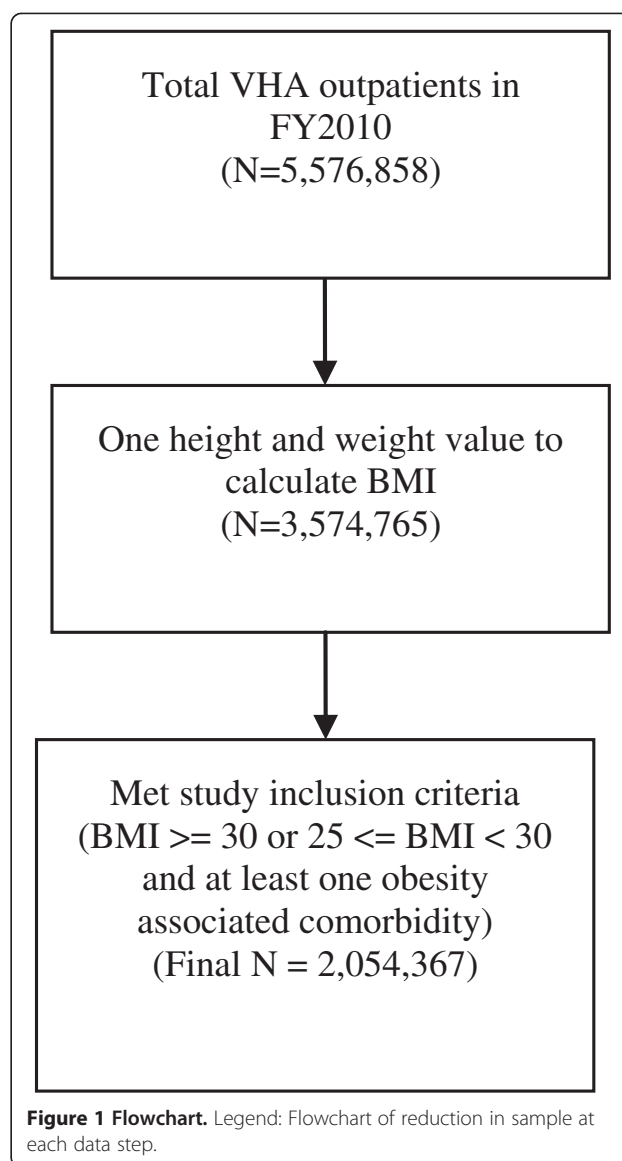 Total VHA outpatients in
FY2010
(N=5,576,858)
One height and weight value to
calculate BMI
(N=3,574,765)
Met study inclusion criteria
(BMI >= 30 or 25 <= BMI < 30
and at least one obesity
associated comorbidity)
(Final N = 2,054,367)
Figure 1 Flowchart. Legend: Flowchart of reduction in sample at
each data step.